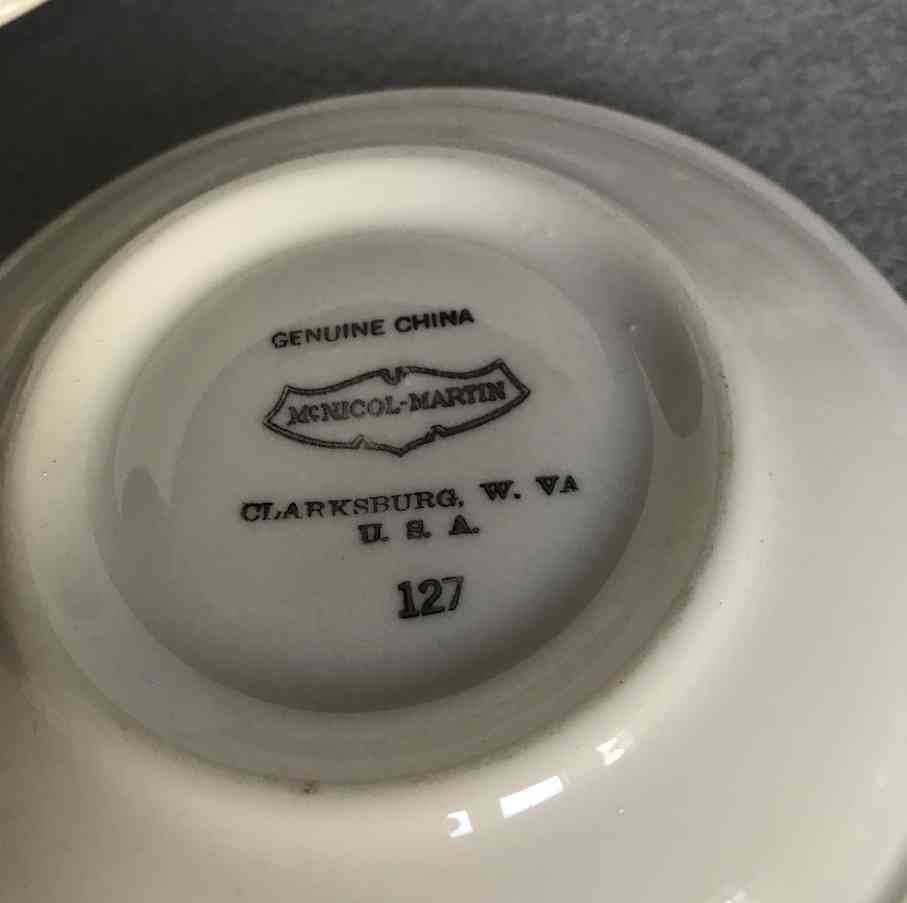 GENUINE CHINA
McNICOL-MARTIN
CLARKSBURG, W. VA
U. S. A.
127